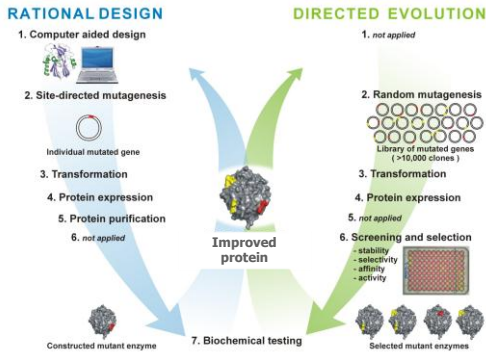 RATIONAL DESIGN
1. Computer aided design
2. Site-directed mutagenesis
Individual mutated gene
3. Transformation
4. Protein expression
5. Protein purification
6. not applied
Constructed mutant enzyme
Improved
protein
7. Biochemical testing
DIRECTED EVOLUTION
1. not applied
2. Random mutagenesis
Library of mutated genes
( >10,000 clones )
3. Transformation
4. Protein expression
5. not applied
6. Screening and selection
- stability
- selectivity
- affinity
- activity
Selected mutant enzymes